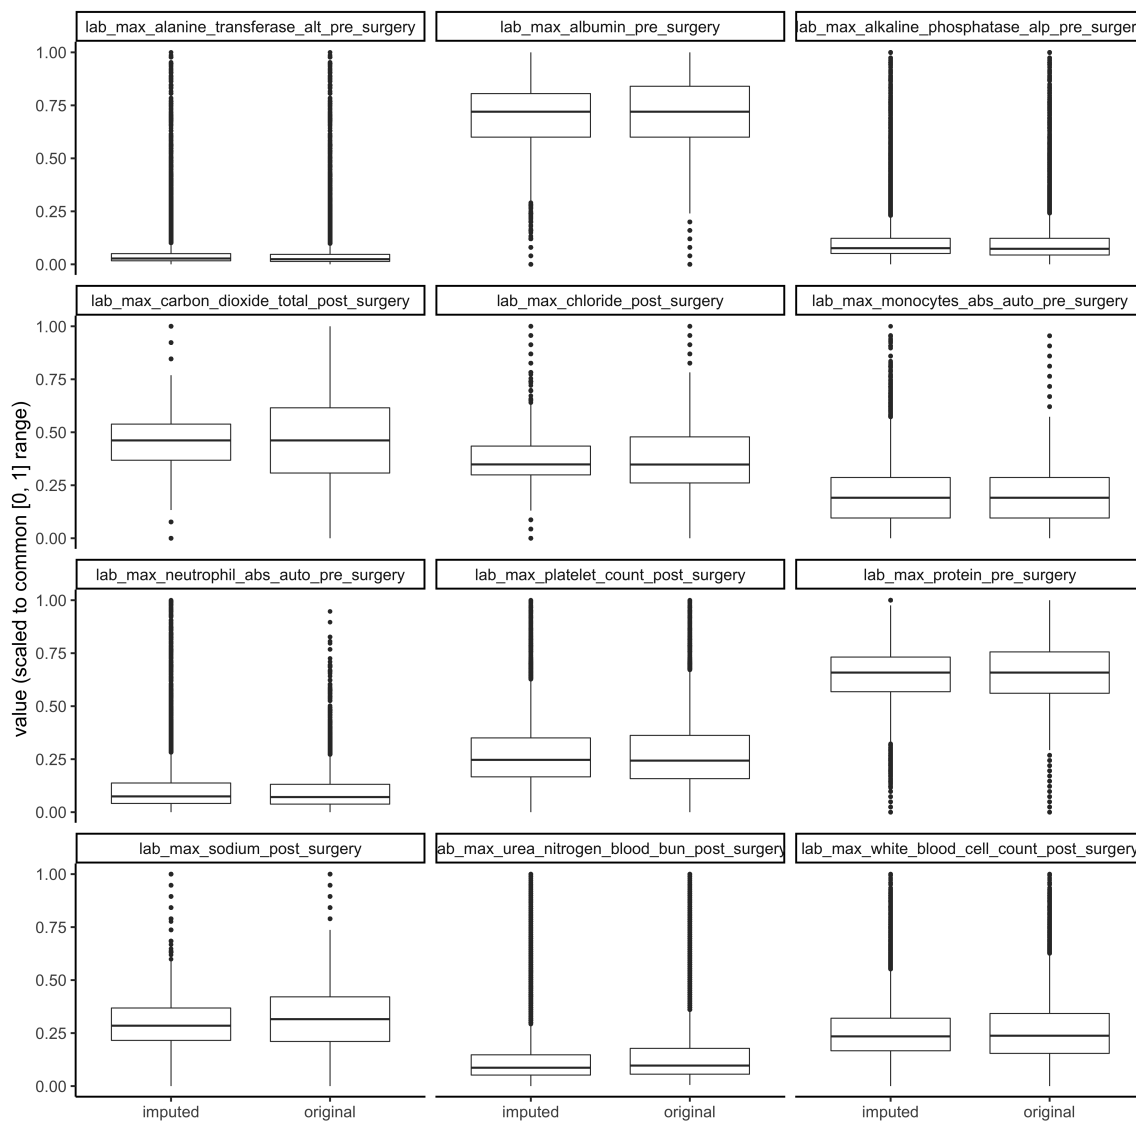 lab_max_alanine_transferase_alt_pre_surgery
lab_max_albumin_pre_surgery
lab_max_alkaline_phosphatase_alp_pre_surger
1.00
0.75
0.50
0.25
0.00
lab_max_carbon_dioxide_total_post_surgery
lab_max_chloride_post_surgery
lab_max_monocytes_abs_auto_pre_surgery
1.00
0.75
0.50
0.25
0.00
value (scaled to common [0, 1] range)
lab_max_neutrophil_abs_auto_pre_surgery
lab_max_platelet_count_post_surgery
lab_max_protein_pre_surgery
1.00
0.75
0.50
0.25
0.00
lab_max_sodium_post_surgery
ab_max_urea_nitrogen_blood_bun_post_surgery
lab_max_white_blood_cell_count_post_surgery
1.00
0.75
0.50
0.25
0.00
imputed
original
imputed
original
imputed
original